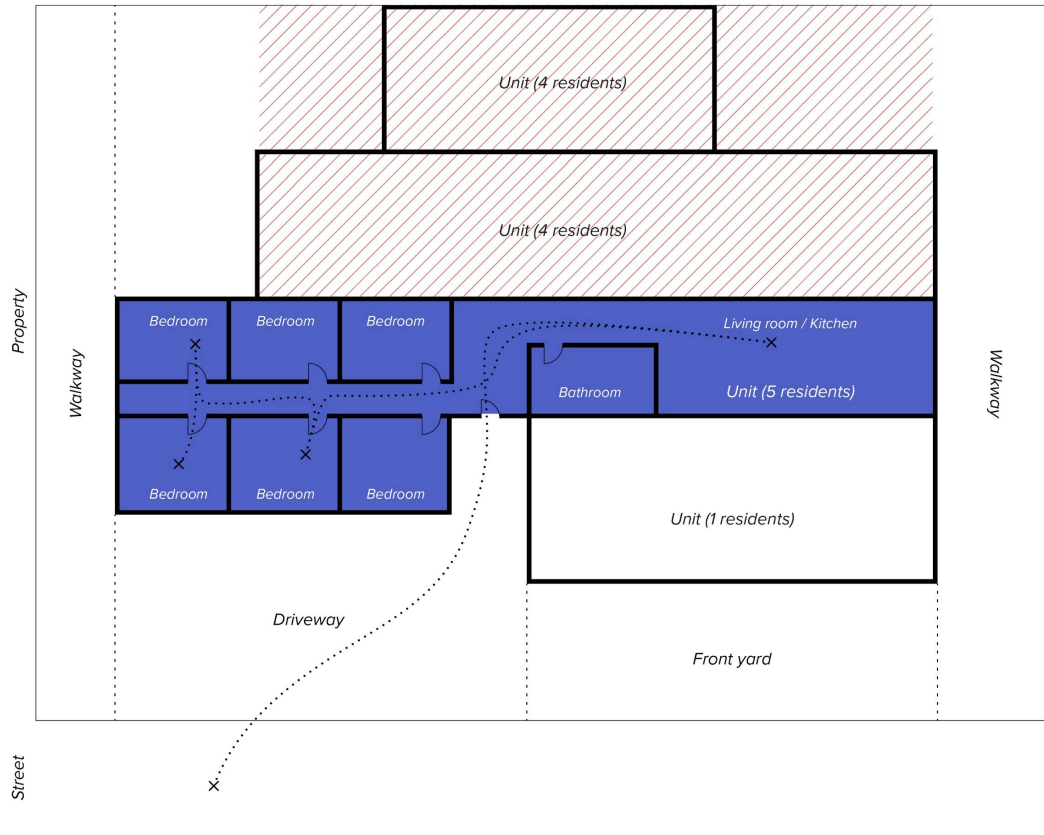 Unit (4 residents)
Unit (4 residents)
Property
Walkway
Bedroom
Bedroom
Bedroom
Living room / Kitchen
Bathroom
Unit (5 residents)
Walkway
Bedroom
Bedroom
Bedroom
Unit (1 residents)
Driveway
Front yard
Street